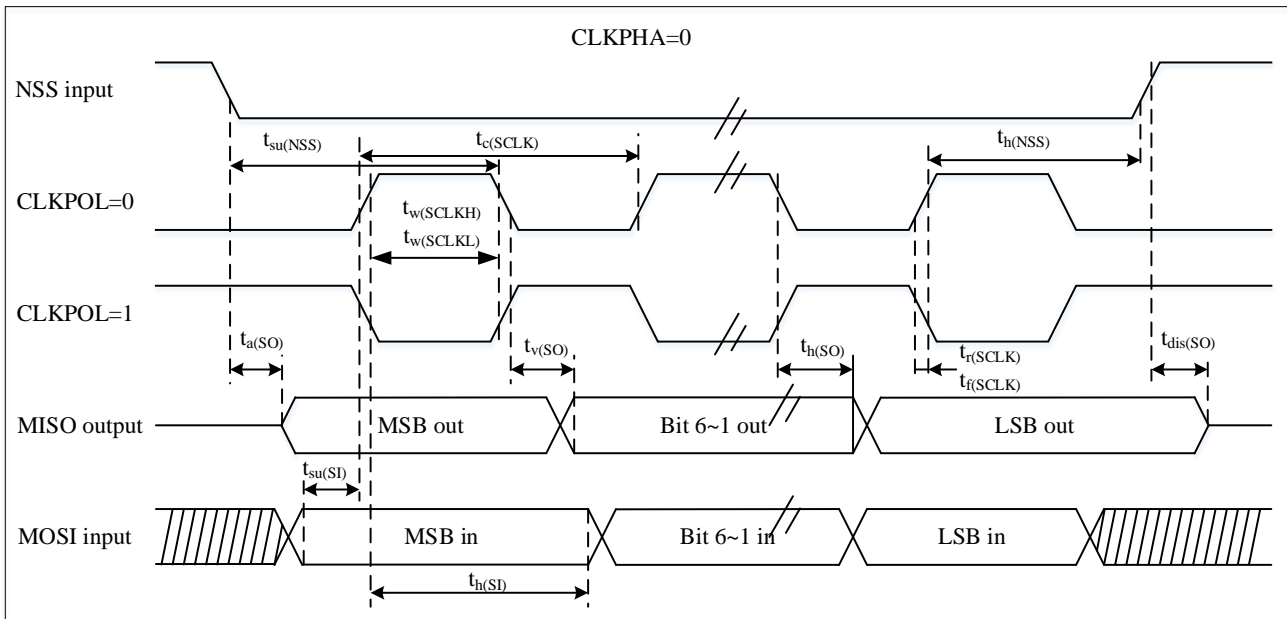 CLKPHA=0
NSS input
tsu(NSS)
tc(SCLK)
th(NSS)
CLKPOL=0
tw(SCLKH)
tw(SCLKL)
CLKPOL=1
ta(SO)
tv(SO)
th(SO)
tr(SCLK)
tf(SCLK)
tdis(SO)
MISO output
MSB out
Bit 6~1 out
LSB out
tsu(SI)
MOSI input
MSB in
Bit 6~1 in
LSB in
th(SI)